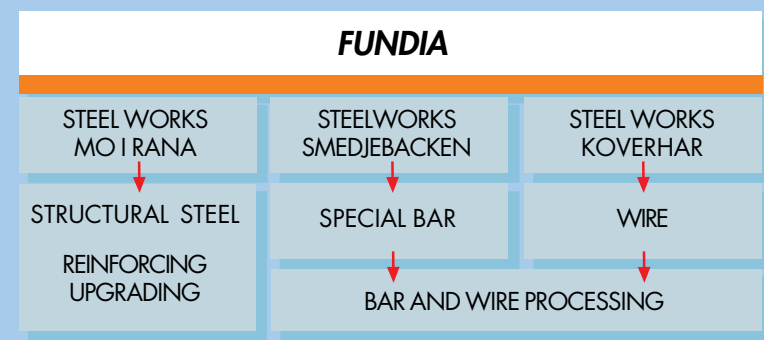 FUNDIA
STEEL WORKS
MO I RANA
STEELWORKS
SMEDJEBACKEN
STEEL WORKS
KOVERHAR
STRUCTURAL STEEL
REINFORCING
UPGRADING
SPECIAL BAR
WIRE
BAR AND WIRE PROCESSING